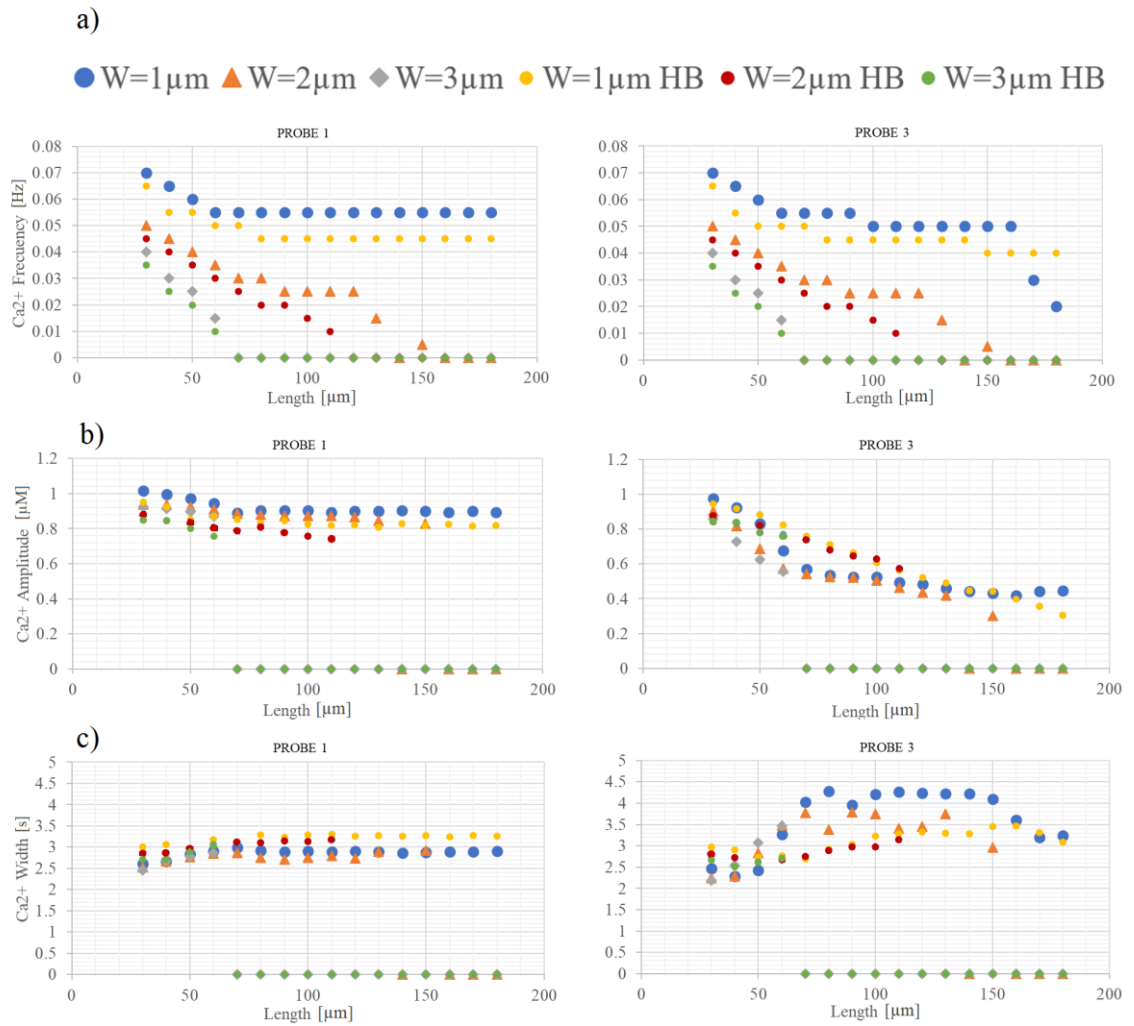 a)
W=1µm W=2µm W=3µm W=1µm HB W=2µm HB W=3µm HB
PROBE 1
Ca2+ Frecuency [Hz]
0.08
0.07
0.06
0.05
0.04
0.03
0.02
0.01
0
0 50 100 150 200
Length [µm]
PROBE 3
0.08
0.07
0.06
0.05
0.04
0.03
0.02
0.01
0
0 50 100 150 200
Length [µm]
b)
PROBE 1
Ca2+ Amplitude [µM]
1.2
1
0.8
0.6
0.4
0.2
0
0 50 100 150 200
Length [µm]
PROBE 3
1.2
1
0.8
0.6
0.4
0.2
0
0 50 100 150 200
Length [µm]
c)
PROBE 1
Ca2+ Width [s]
5
4.5
4
3.5
3
2.5
2
1.5
1
0.5
0
0 50 100 150 200
Length [µm]
PROBE 3
5
4.5
4
3.5
3
2.5
2
1.5
1
0.5
0
0 50 100 150 200
Length [µm]